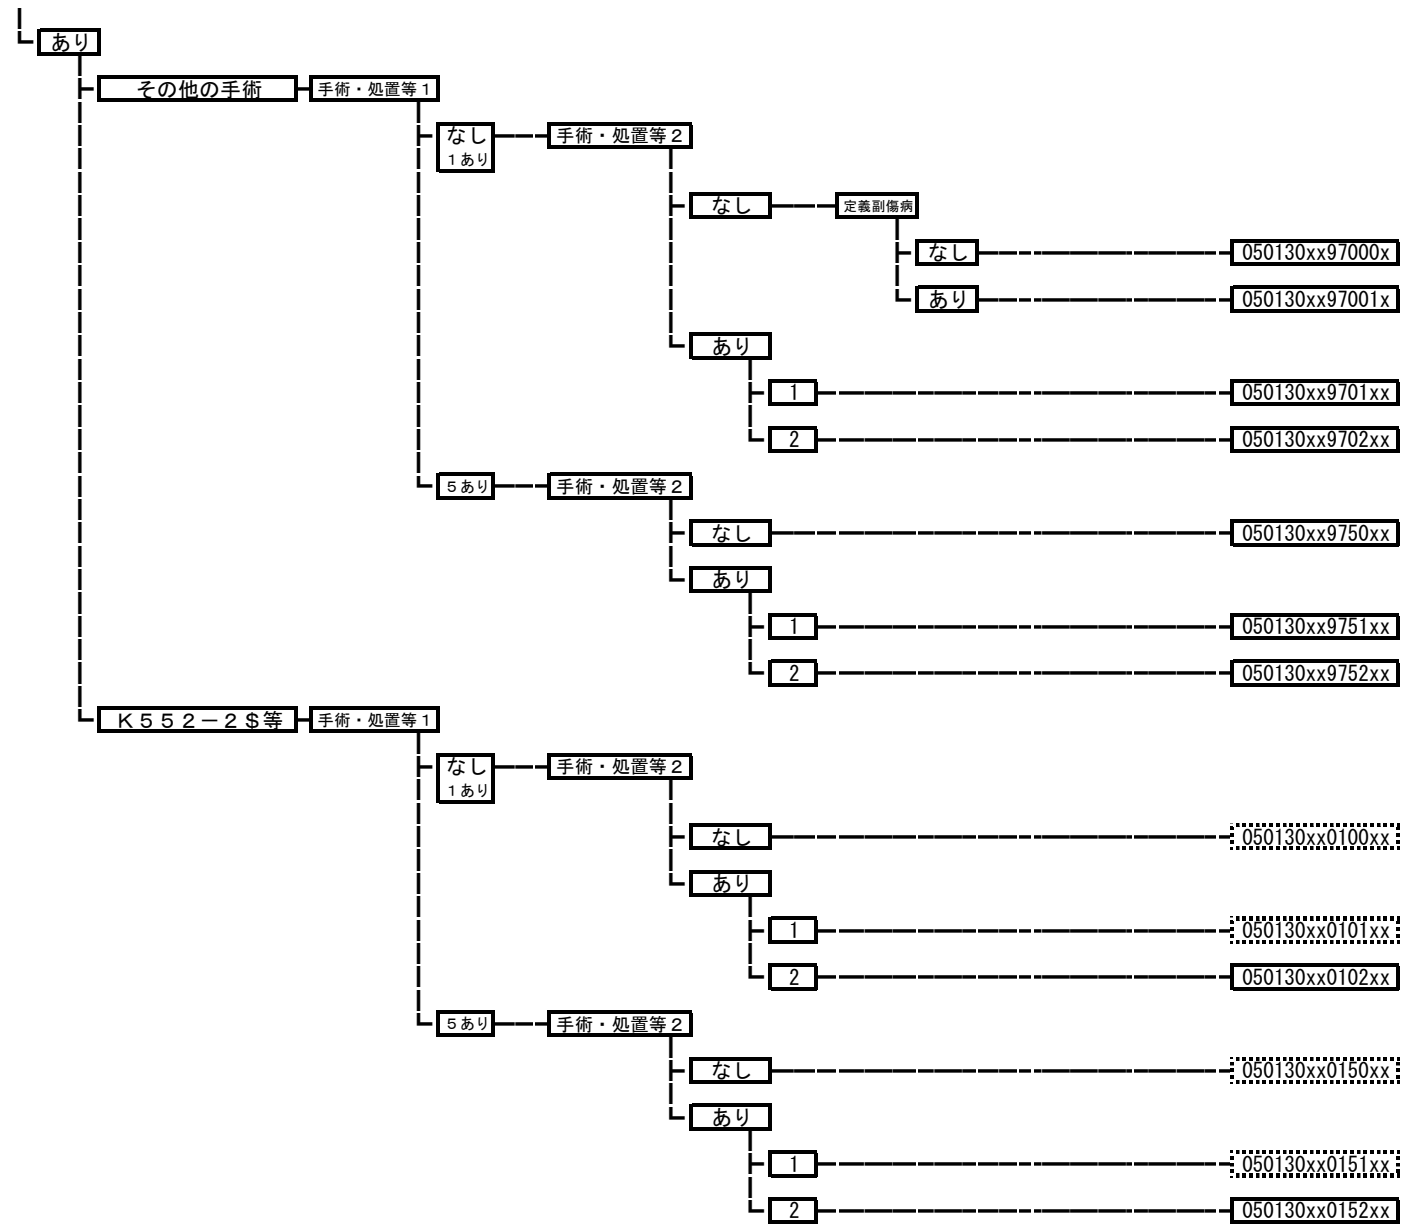 あり
その他の手術 手術・処置等1
なし 手術・処置等2
1あり
なし 定義副傷病
なし 050130xx97000x
あり 050130xx97001x
あり
1 050130xx9701xx
2 050130xx9702xx
5あり 手術・処置等2
なし 050130xx9750xx
あり
1 050130xx9751xx
2 050130xx9752xx
K552-2$等 手術・処置等1
なし 手術・処置等2
1あり
なし 050130xx0100xx
あり
1 050130xx0101xx
2 050130xx0102xx
5あり 手術・処置等2
なし 050130xx0150xx
あり
1 050130xx0151xx
2 050130xx0152xx